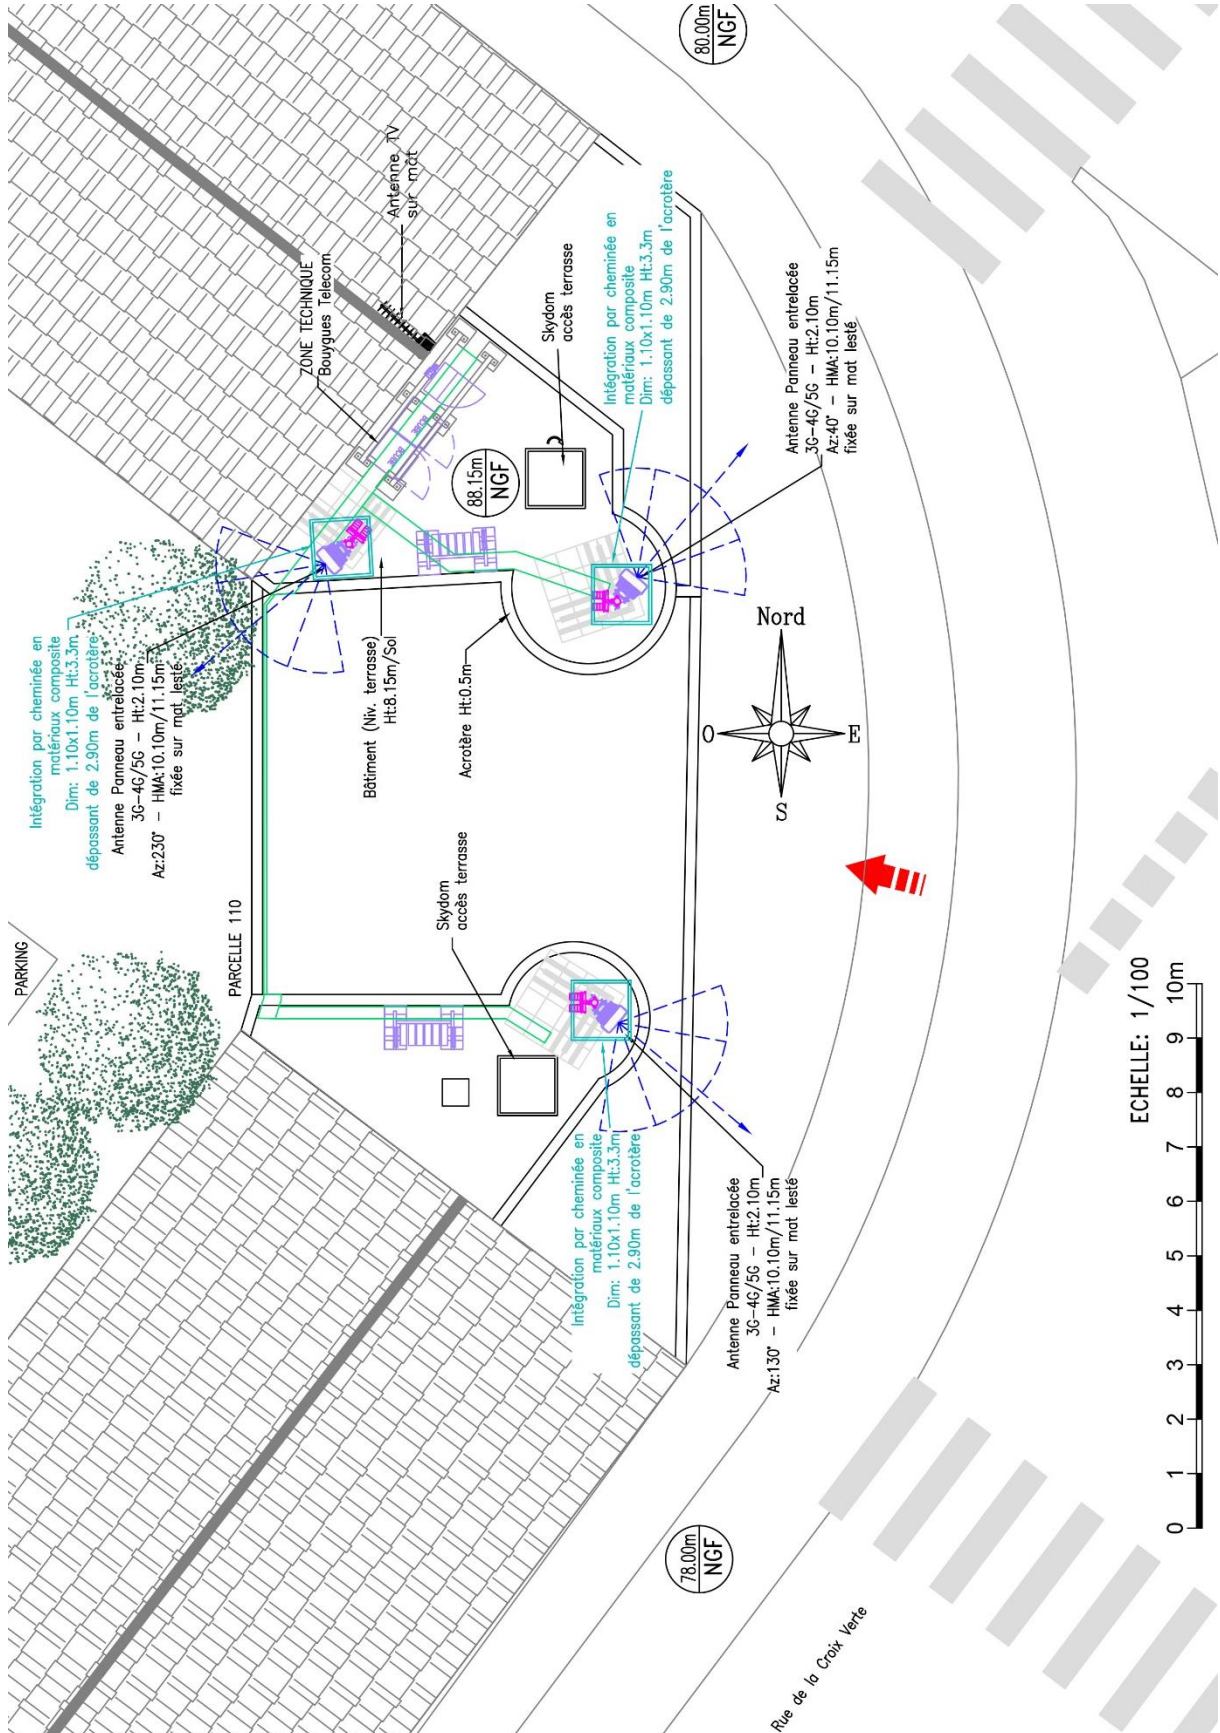 80.00m
NGF
Antenne TV
sur mât
ZONE TECHNIQUE
Bouygues Telecom
Skydom
accès terrasse
Intégration par cheminée en
matériaux composite
Dim: 1.10x1.10m Ht:3.3m
dépassant de 2.90m de l'acrotère
Antenne Panneau entrelacée
3G-4G/5G - Ht:2.10m
Az:40° - HMA:10.10m/11.15m
fixée sur mat lesté
88.15m
NGF
Intégration par cheminée en
matériaux composite
Dim: 1.10x1.10m Ht:3.3m
dépassant de 2.90m de l'acrotère
Antenne Panneau entrelacée
3G-4G/5G - Ht:2.10m
Az:230° - HMA:10.10m/11.15m
fixée sur mat lesté
Bâtiment (Niv. terrasse)
Ht:8.15m/Sol
Acrotère Ht:0.5m
Nord
O
E
S
PARKING
PARCELLE 110
Skydom
accès terrasse
Intégration par cheminée en
matériaux composite
Dim: 1.10x1.10m Ht:3.3m
dépassant de 2.90m de l'acrotère
Antenne Panneau entrelacée
3G-4G/5G - Ht:2.10m
Az:130° - HMA:10.10m/11.15m
fixée sur mat lesté
ECHELLE: 1/100
0 1 2 3 4 5 6 7 8 9 10m
78.00m
NGF
Rue de la Croix Verte